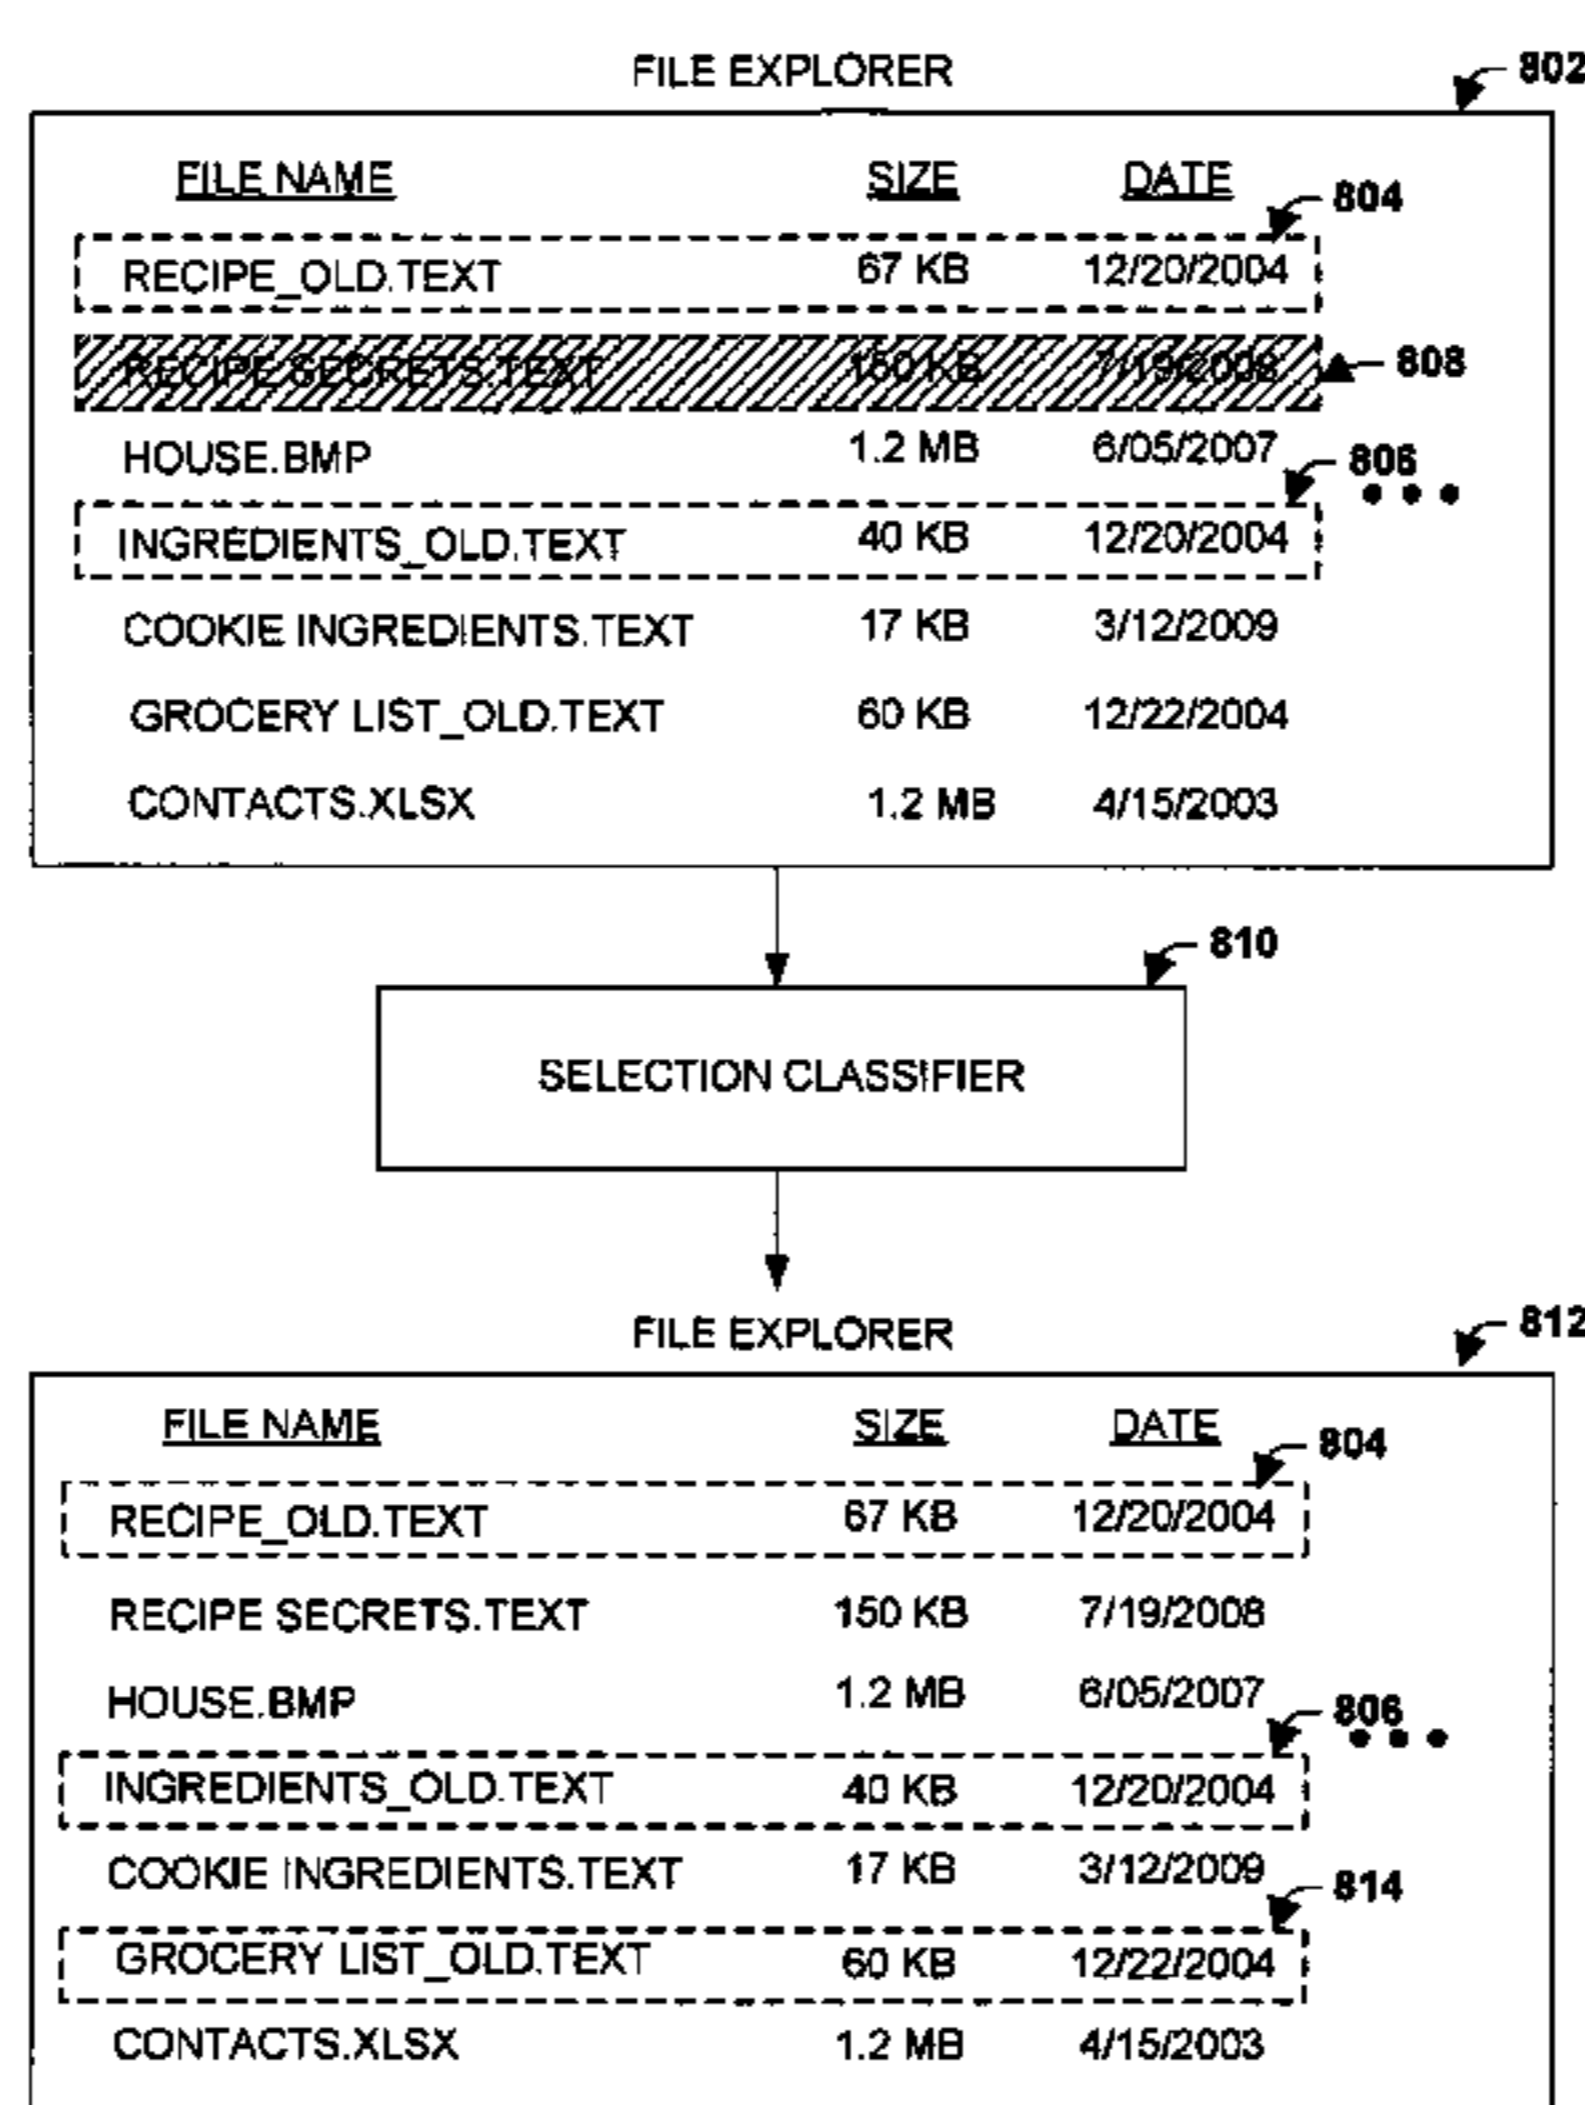 FILE EXPLORER 802
FILE NAME SIZE DATE
804
RECIPE_OLD.TEXT 67 KB 12/20/2004
RECIPE SECRETS.TEXT 150 KB 7/19/2008 808
HOUSE.BMP 1.2 MB 6/05/2007
806
INGREDIENTS_OLD.TEXT 40 KB 12/20/2004
COOKIE INGREDIENTS.TEXT 17 KB 3/12/2009
GROCERY LIST_OLD.TEXT 60 KB 12/22/2004
CONTACTS.XLSX 1.2 MB 4/15/2003
810
SELECTION CLASSIFIER
FILE EXPLORER 812
FILE NAME SIZE DATE
804
RECIPE_OLD.TEXT 67 KB 12/20/2004
RECIPE SECRETS.TEXT 150 KB 7/19/2008
HOUSE.BMP 1.2 MB 6/05/2007
806
INGREDIENTS_OLD.TEXT 40 KB 12/20/2004
COOKIE INGREDIENTS.TEXT 17 KB 3/12/2009
814
GROCERY LIST_OLD.TEXT 60 KB 12/22/2004
CONTACTS.XLSX 1.2 MB 4/15/2003